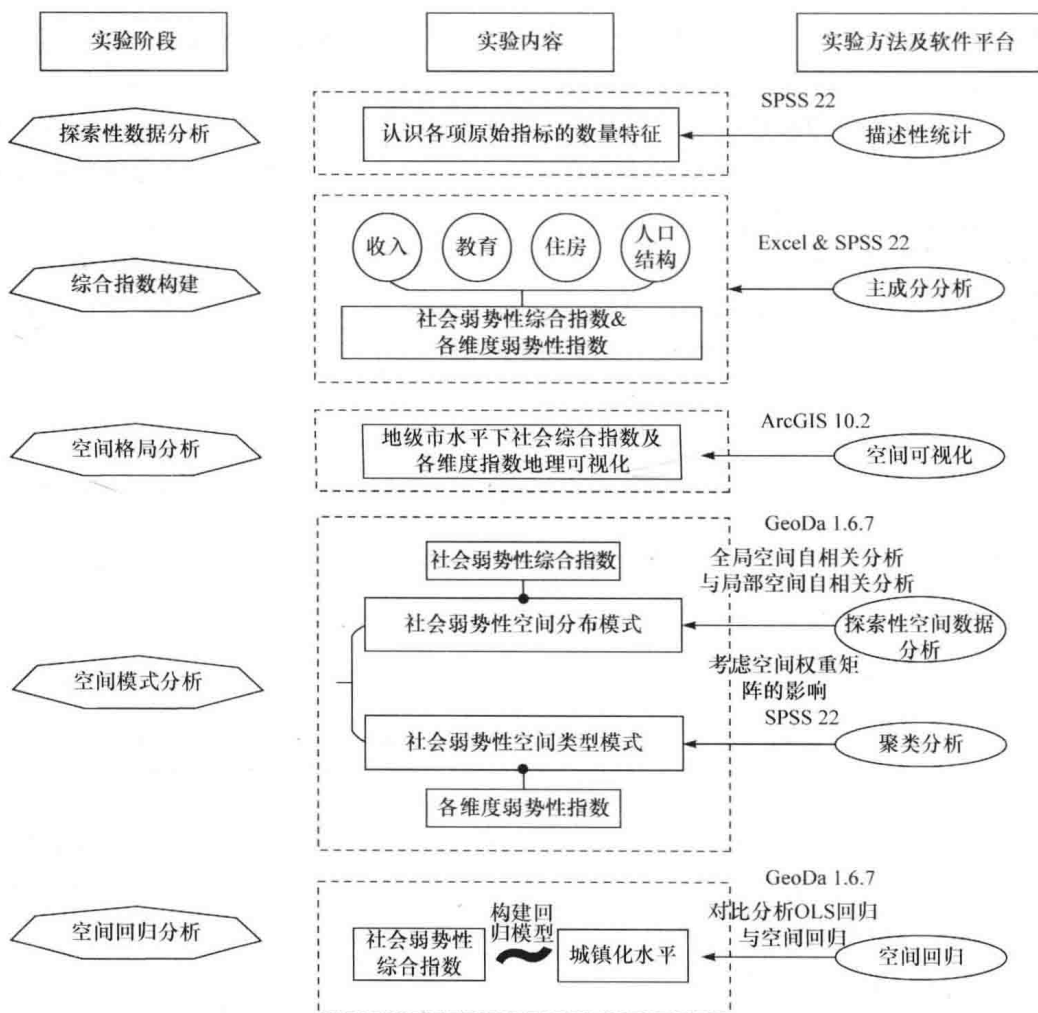 实验阶段
实验内容
实验方法及软件平台
探索性数据分析
认识各项原始指标的数量特征
SPSS 22
描述性统计
综合指数构建
收入
教育
住房
人口
结构
社会弱势性综合指数&
各维度弱势性指数
Excel & SPSS 22
主成分分析
空间格局分析
地级市水平下社会综合指数及
各维度指数地理可视化
ArcGIS 10.2
空间可视化
空间模式分析
社会弱势性综合指数
社会弱势性空间分布模式
GeoDa 1.6.7
全局空间自相关分析
与局部空间自相关分析
探索性空间数据
分析
考虑空间权重矩
阵的影响
SPSS 22
社会弱势性空间类型模式
聚类分析
各维度弱势性指数
空间回归分析
社会弱势性
综合指数
构建回
归模型
城镇化水平
GeoDa 1.6.7
对比分析OLS回归
与空间回归
空间回归